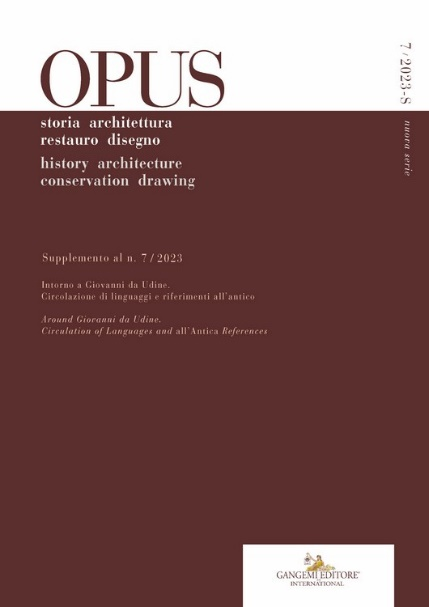 OPUS
7/2023-S
nuova serie
storia architettura
restauro disegno
history architecture
conservation drawing
Supplemento al n. 7/2023
Intorno a Giovanni da Udine.
Circolazione di linguaggi e riferimenti all'antico
Around Giovanni da Udine.
Circulation of Languages and all'Antica References
GANGEMI EDITORE®
INTERNATIONAL